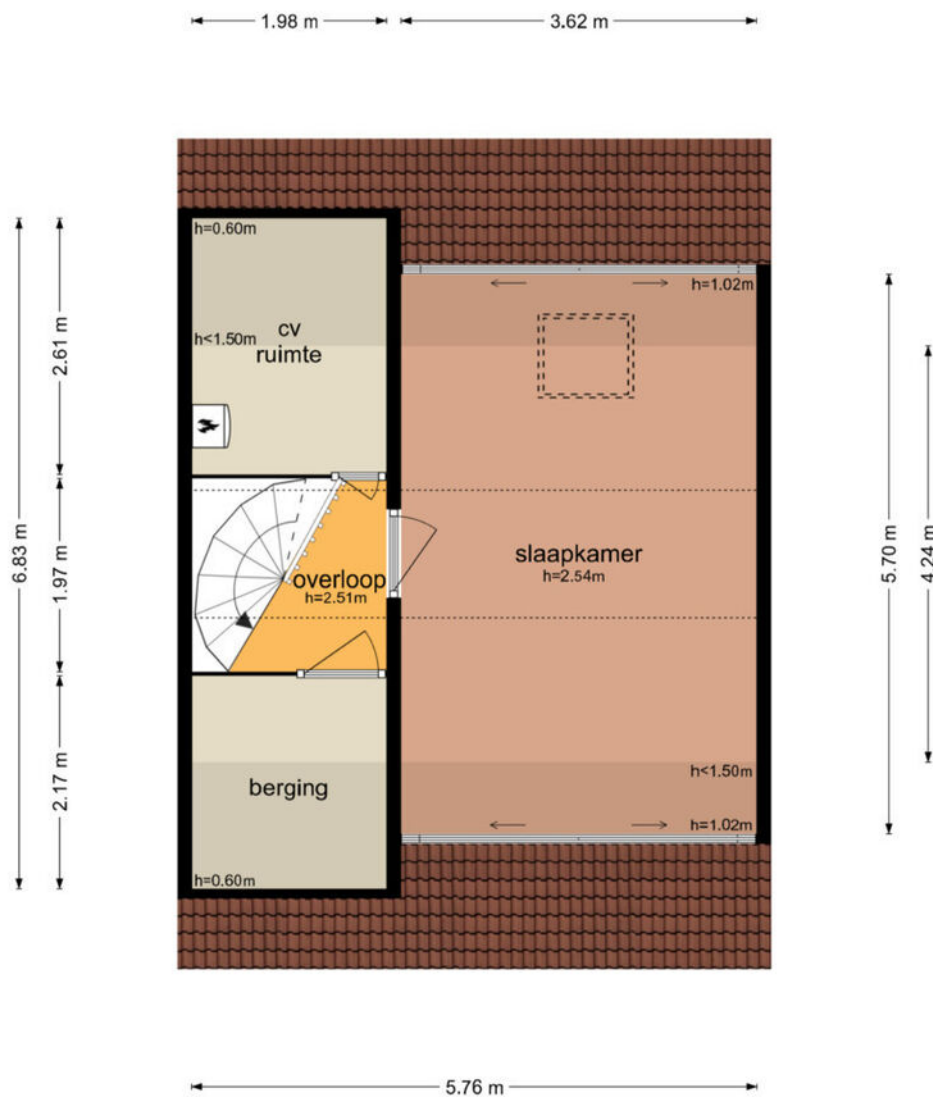 1.98 m
3.62 m
h=0.60m
h=1.02m
h<1.50m
cv
ruimte
2.61 m
6.83 m
1.97 m
overloop
h=2.51m
slaapkamer
h=2.54m
5.70 m
4.24 m
h<1.50m
berging
2.17 m
h=1.02m
h=0.60m
5.76 m